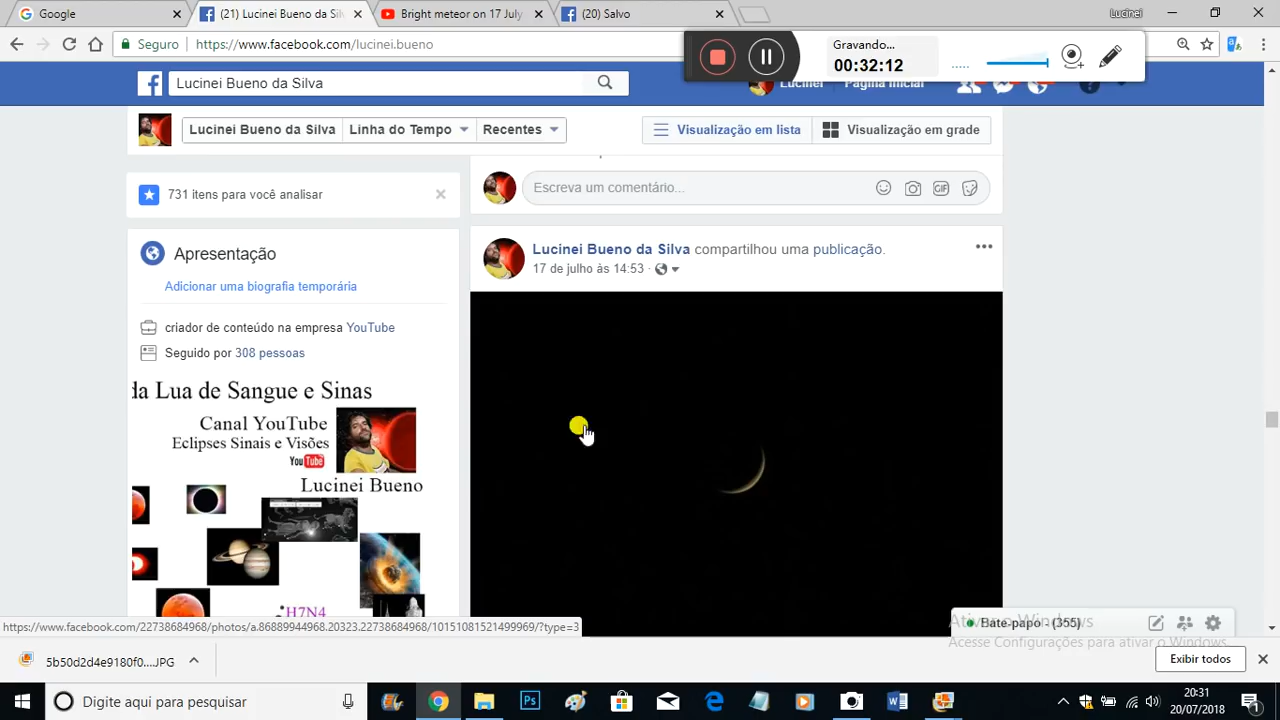 Google
(21) Lucinei Bueno da Sil
Bright meteor on 17 July
(20) Salvo
Lucinei
Seguro
https://www.facebook.com/lucinei.bueno
Gravando...
00:32:12
Lucinei Bueno da Silva
Lucinei
Página inicial
Lucinei Bueno da Silva
Linha do Tempo
Recentes
Visualização em lista
Visualização em grade
731 itens para você analisar
Escreva um comentário...
GIF
Apresentação
Adicionar uma biografia temporária
criador de conteúdo na empresa YouTube
Seguido por 308 pessoas
Lucinei Bueno da Silva compartilhou uma publicação.
17 de julho às 14:53
da Lua de Sangue e Sinas
Canal YouTube
Eclipses Sinais e Visões
YouTube
Lucinei Bueno
H7N4
https://www.facebook.com/22738684968/photos/a.86889944968.20323.22738684968/10151081521499969/?type=3
Bate-papo (355)
Acesse Configurações para ativar o Windows.
5b50d2d4e9180f0....JPG
Exibir todos
Digite aqui para pesquisar
20:31
20/07/2018